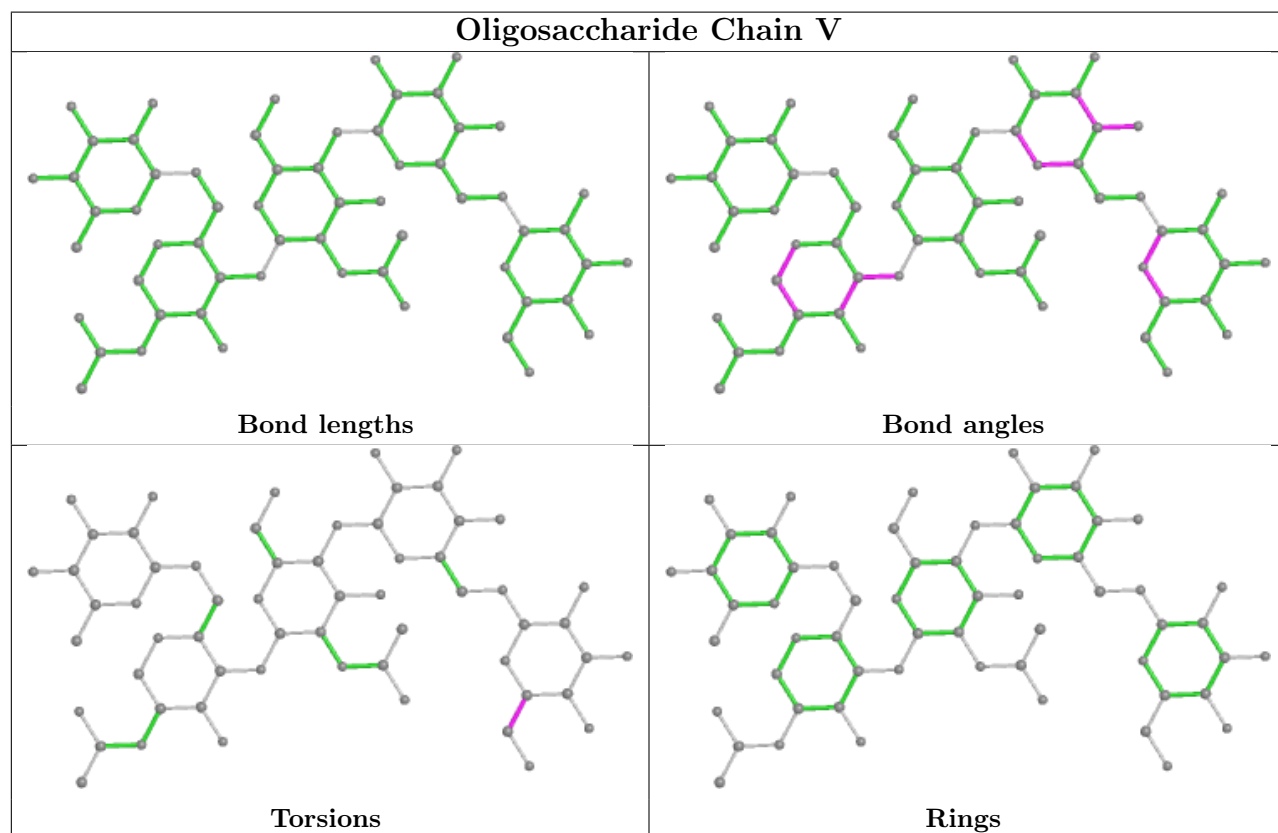 Oligosaccharide Chain V
Bond lengths
Bond angles
Torsions
Rings